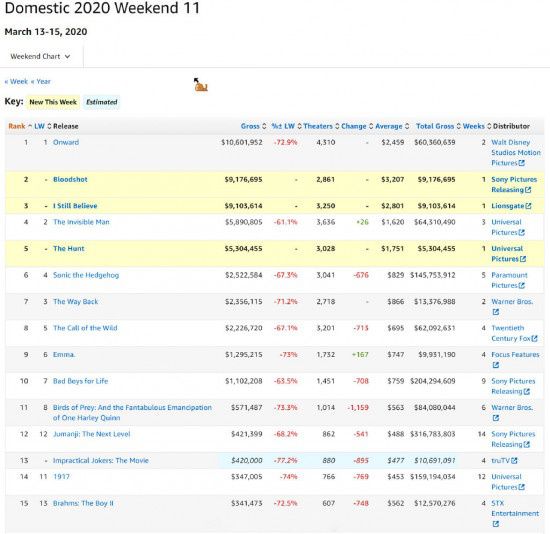 Domestic 2020 Weekend 11
March 13-15, 2020
Weekend Chart
« Week « Year
Key: New This Week Estimated
Rank LW Release Gross %± LW Theaters Change Average Total Gross Weeks Distributor
1 1 Onward $10,601,952 -72.9% 4,310 - $2,459 $60,360,639 2 Walt Disney
Studios Motion
Pictures
2 - Bloodshot $9,176,695 - 2,861 - $3,207 $9,176,695 1 Sony Pictures
Releasing
3 - I Still Believe $9,103,614 - 3,250 - $2,801 $9,103,614 1 Lionsgate
4 2 The Invisible Man $5,890,805 -61.1% 3,636 +26 $1,620 $64,310,490 3 Universal
Pictures
5 - The Hunt $5,304,455 - 3,028 - $1,751 $5,304,455 1 Universal
Pictures
6 4 Sonic the Hedgehog $2,522,584 -67.3% 3,041 -676 $829 $145,753,912 5 Paramount
Pictures
7 3 The Way Back $2,356,115 -71.2% 2,718 - $866 $13,376,988 2 Warner Bros.
8 5 The Call of the Wild $2,226,720 -67.1% 3,201 -713 $695 $62,092,631 4 Twentieth
Century Fox
9 6 Emma. $1,295,215 -73% 1,732 +167 $747 $9,931,190 4 Focus Features
10 7 Bad Boys for Life $1,102,208 -63.5% 1,451 -708 $759 $204,294,609 9 Sony Pictures
Releasing
11 8 Birds of Prey: And the Fantabulous Emancipation $571,487 -73.3% 1,014 -1,159 $563 $84,080,044 6 Warner Bros.
of One Harley Quinn
12 12 Jumanji: The Next Level $421,399 -68.2% 862 -541 $488 $316,783,803 14 Sony Pictures
Releasing
13 - Impractical Jokers: The Movie $420,000 -77.2% 880 -895 $477 $10,691,091 4 truTV
14 11 1917 $347,005 -74% 766 -769 $453 $159,194,034 12 Universal
Pictures
15 13 Brahms: The Boy II $341,473 -72.5% 607 -748 $562 $12,570,276 4 STX
Entertainment